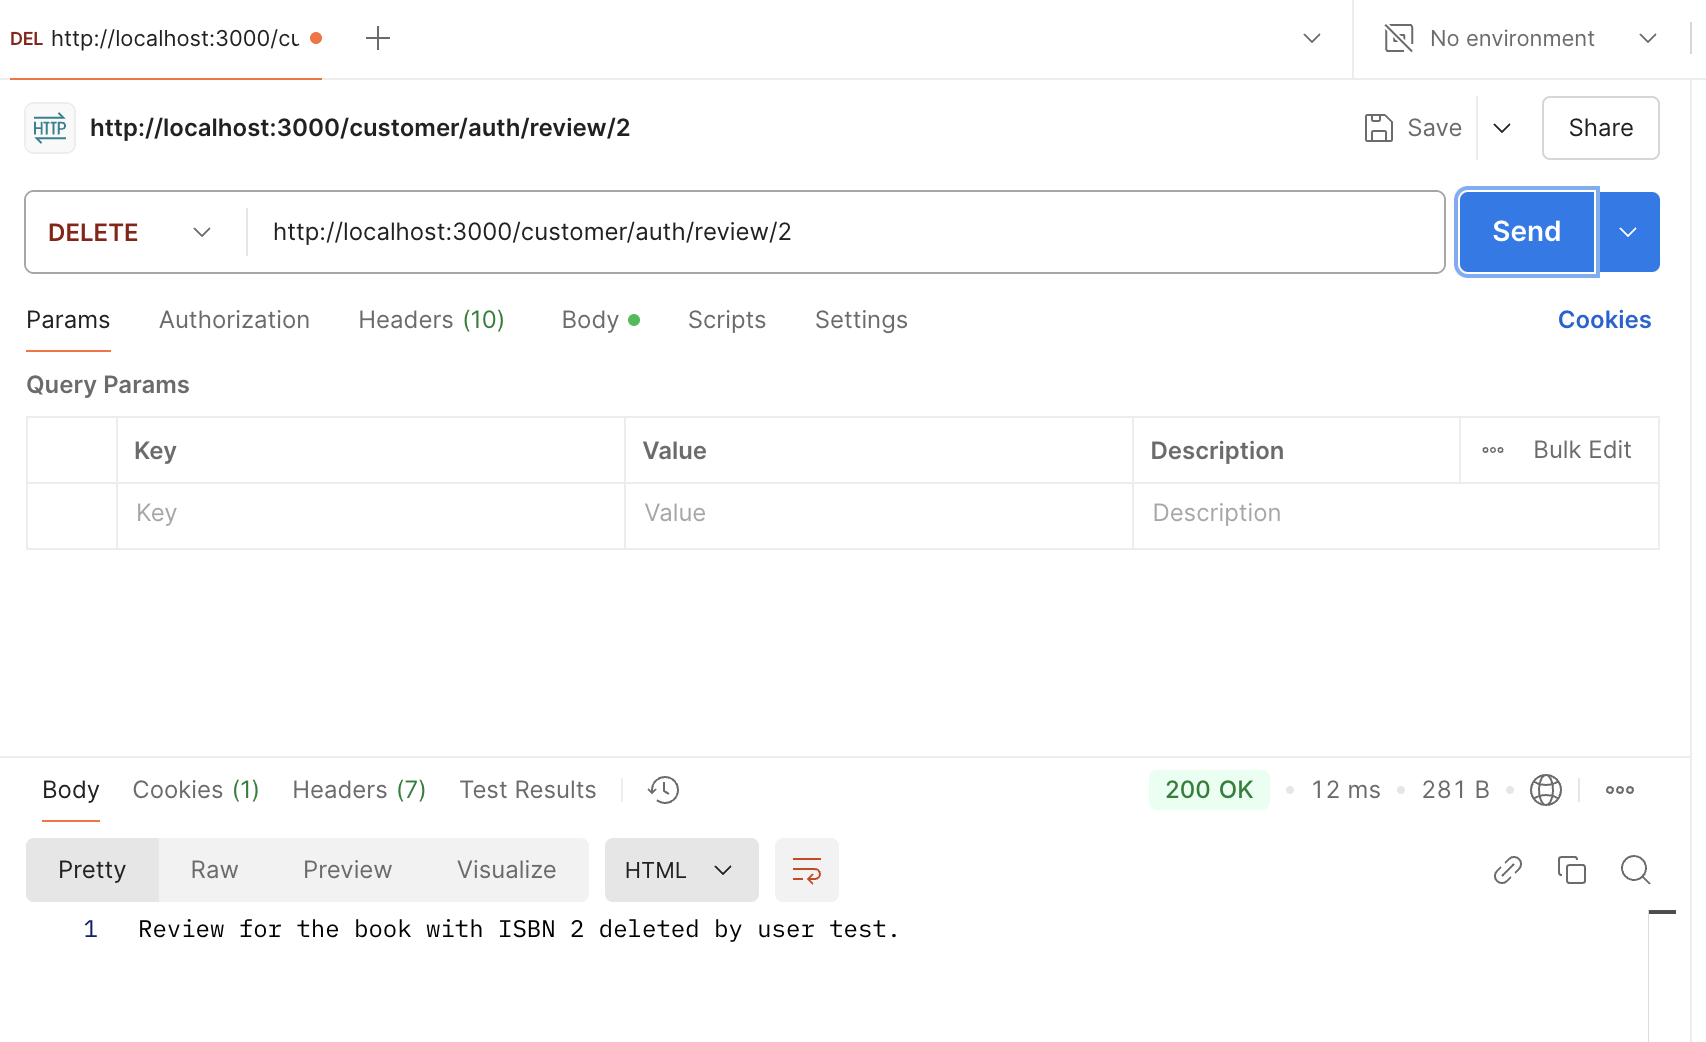 DEL http://localhost:3000/cu
No environment
HTTP http://localhost:3000/customer/auth/review/2
Save
Share
DELETE http://localhost:3000/customer/auth/review/2
Send
Params Authorization Headers (10) Body Scripts Settings Cookies
Query Params
Key Value Description Bulk Edit
Key Value Description
Body Cookies (1) Headers (7) Test Results 200 OK 12 ms 281 B
Pretty Raw Preview Visualize HTML
1 Review for the book with ISBN 2 deleted by user test.